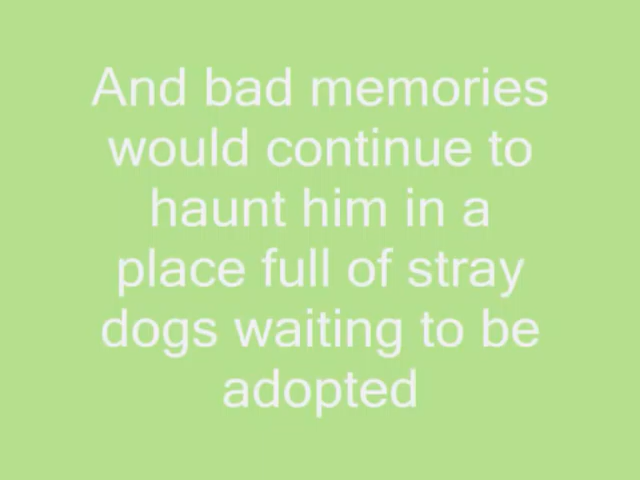 And bad memories
would continue to
haunt him in a
place full of stray
dogs waiting to be
adopted